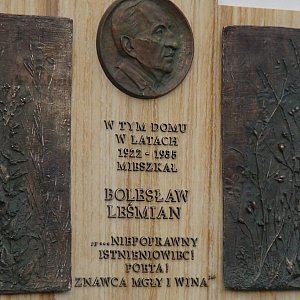 W TYM DOMU
W LATACH
1922 - 1935
MIESZKAŁ
BOLESŁAW
LEŚMIAN
„... NIEPOPRAWNY
ISTNIENIOWIEC!
POETA!
ZNAWCA MGŁY I WINA”